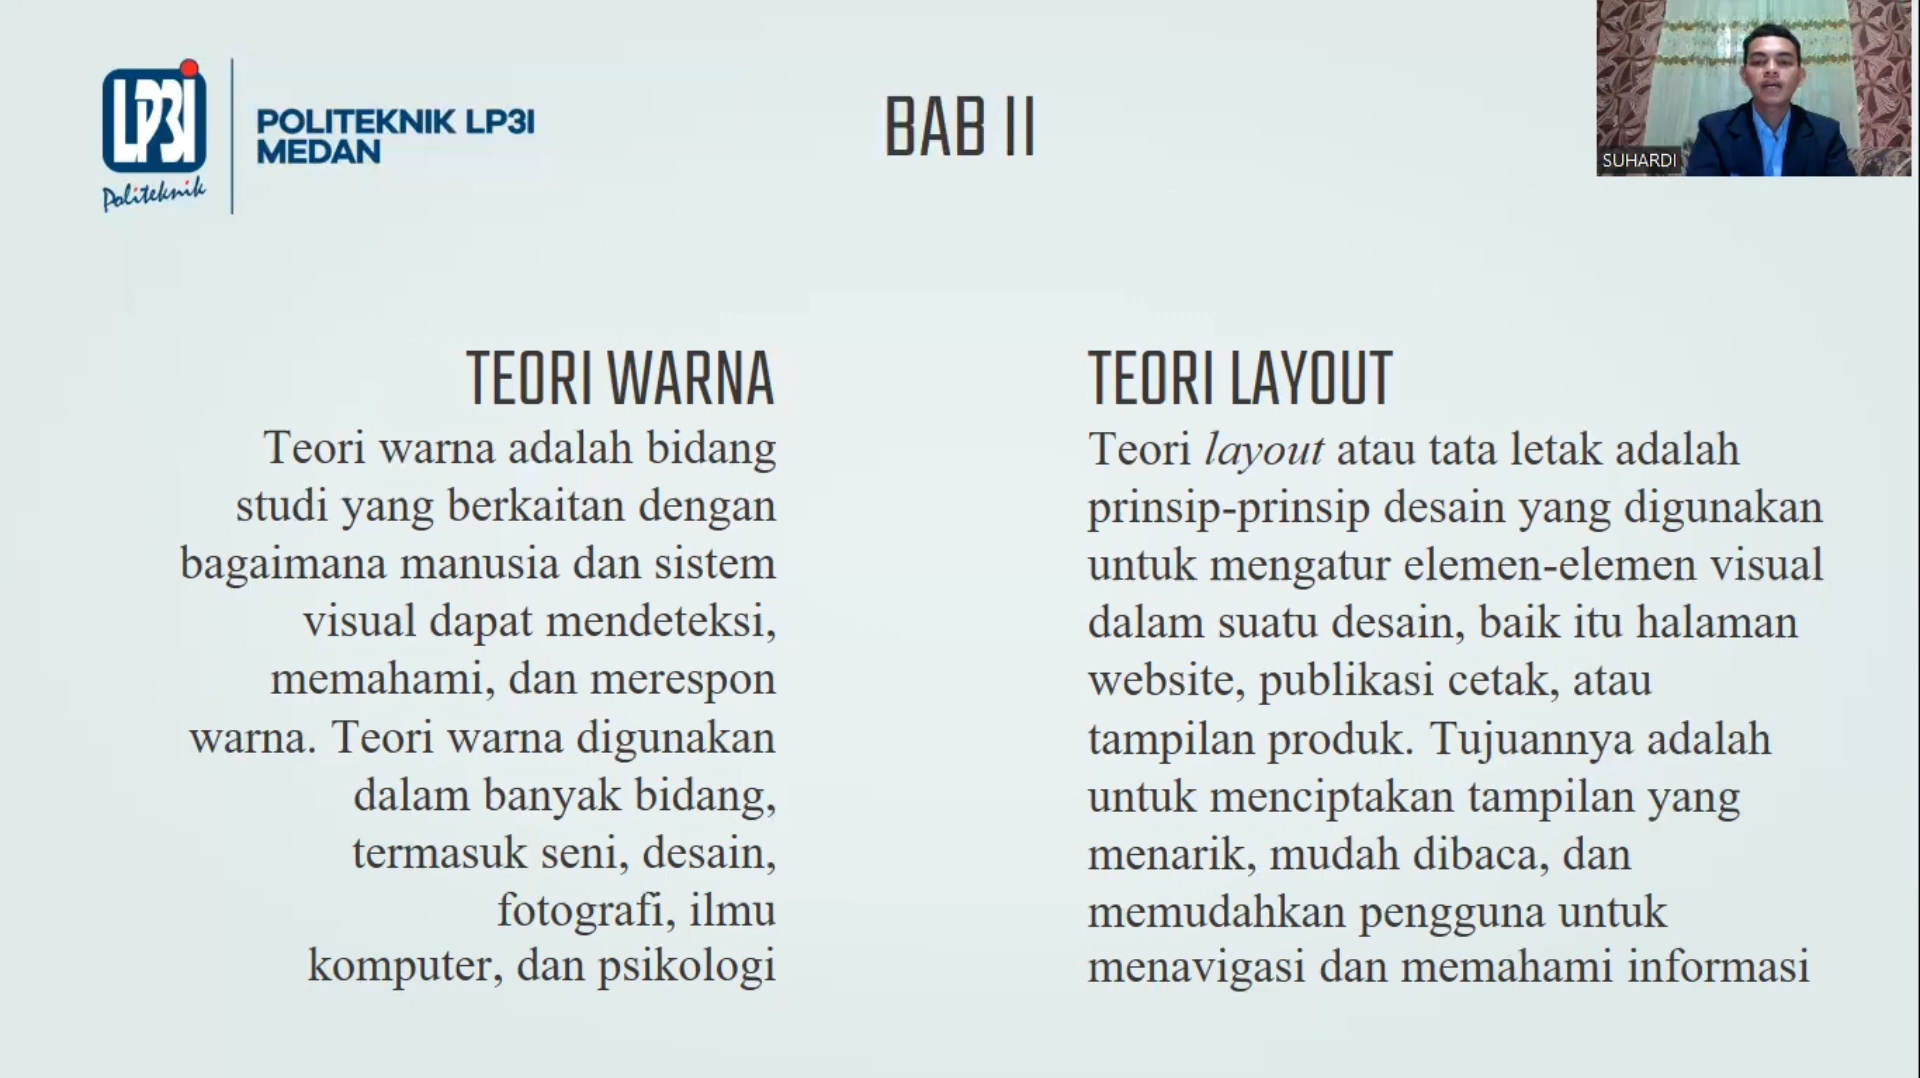 LP3I
Politeknik
POLITEKNIK LP3I
MEDAN
BAB II
SUHARDI
TEORI WARNA
Teori warna adalah bidang
studi yang berkaitan dengan
bagaimana manusia dan sistem
visual dapat mendeteksi,
memahami, dan merespon
warna. Teori warna digunakan
dalam banyak bidang,
termasuk seni, desain,
fotografi, ilmu
komputer, dan psikologi
TEORI LAYOUT
Teori layout atau tata letak adalah
prinsip-prinsip desain yang digunakan
untuk mengatur elemen-elemen visual
dalam suatu desain, baik itu halaman
website, publikasi cetak, atau
tampilan produk. Tujuannya adalah
untuk menciptakan tampilan yang
menarik, mudah dibaca, dan
memudahkan pengguna untuk
menavigasi dan memahami informasi